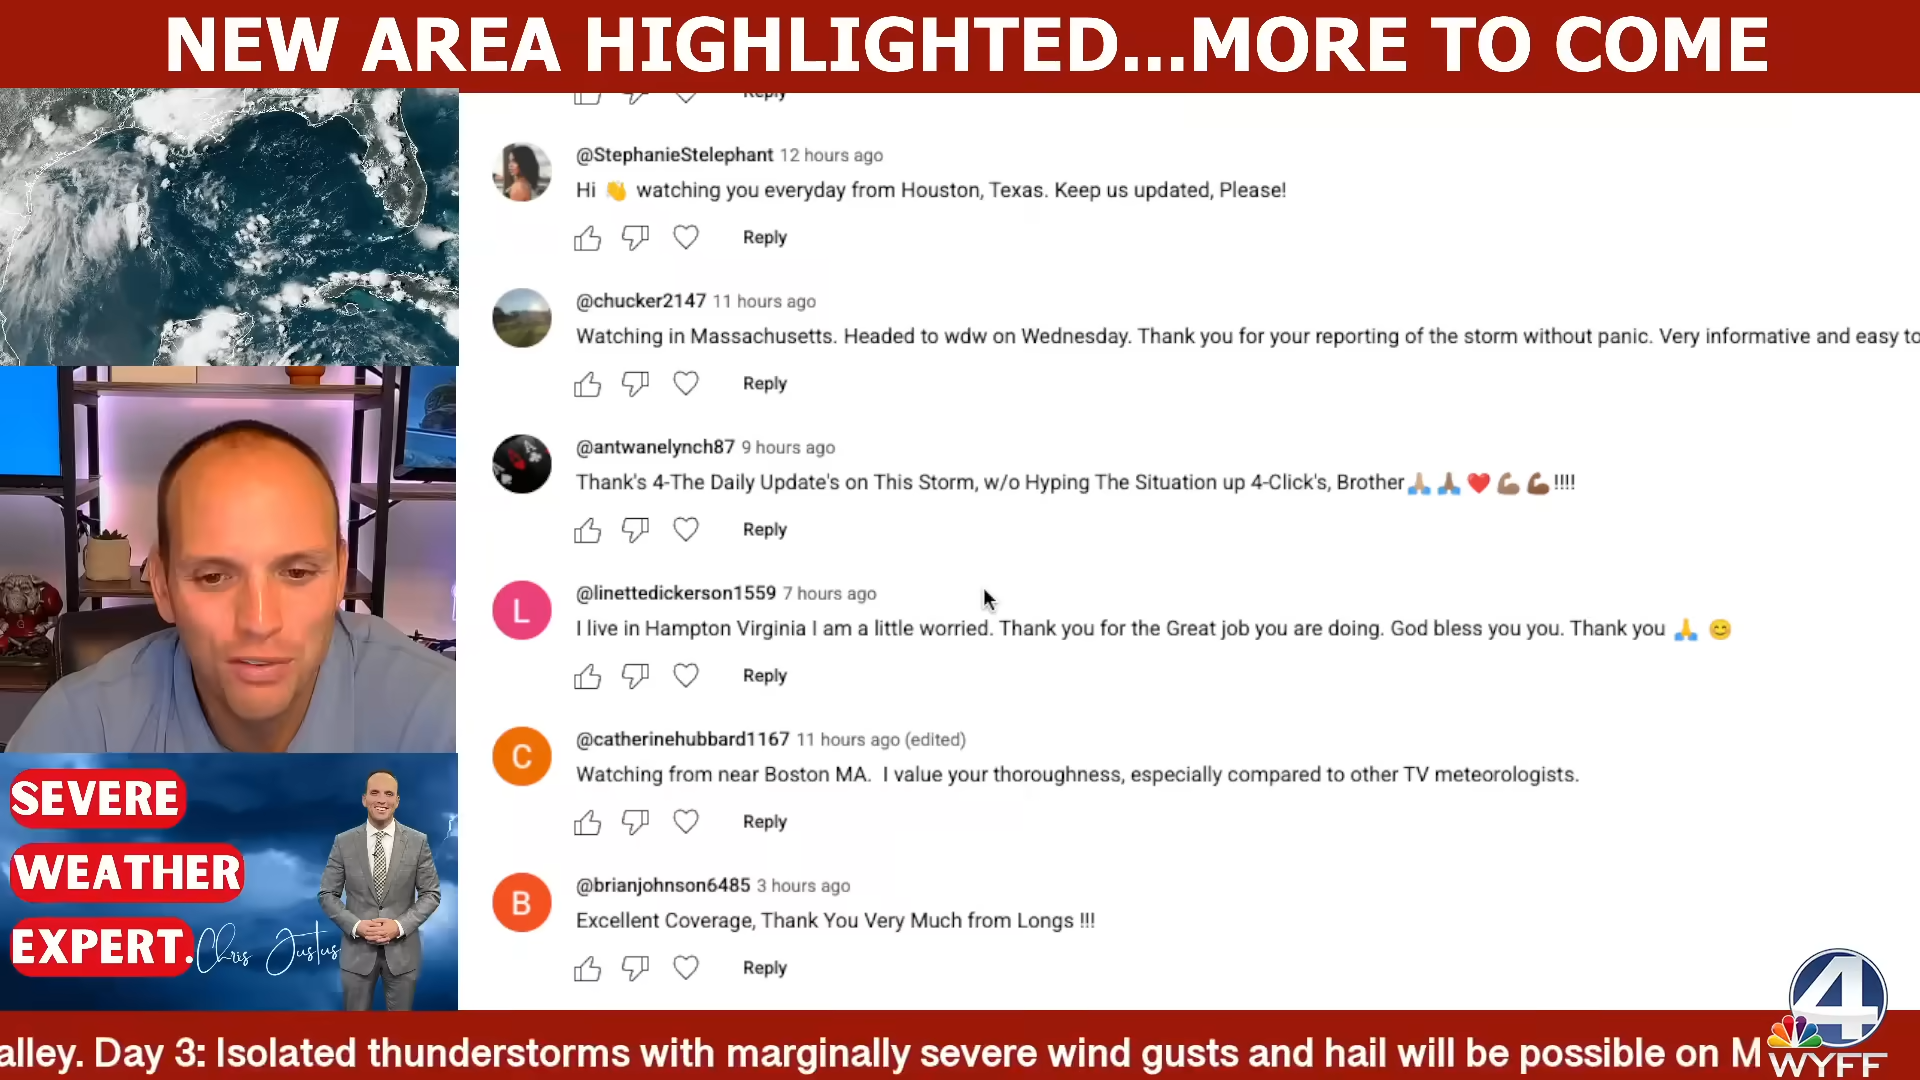 NEW AREA HIGHLIGHTED...MORE TO COME
Reply
@StephanieStelephant 12 hours ago
Hi 👋 watching you everyday from Houston, Texas. Keep us updated, Please!
Reply
@chucker2147 11 hours ago
Watching in Massachusetts. Headed to wdw on Wednesday. Thank you for your reporting of the storm without panic. Very informative and easy to
Reply
@antwanelynch87 9 hours ago
Thank's 4-The Daily Update's on This Storm, w/o Hyping The Situation up 4-Click's, Brother🙏🏼🙏🏽❤️💪🏽💪🏾!!!!
Reply
@linettedickerson1559 7 hours ago
I live in Hampton Virginia I am a little worried. Thank you for the Great job you are doing. God bless you you. Thank you 🙏 😊
Reply
@catherinehubbard1167 11 hours ago (edited)
Watching from near Boston MA.  I value your thoroughness, especially compared to other TV meteorologists.
Reply
@brianjohnson6485 3 hours ago
Excellent Coverage, Thank You Very Much from Longs !!!
Reply
L
C
B
SEVERE
WEATHER
EXPERT.
Chris Justus
alley. Day 3: Isolated thunderstorms with marginally severe wind gusts and hail will be possible on M
4
WYFF